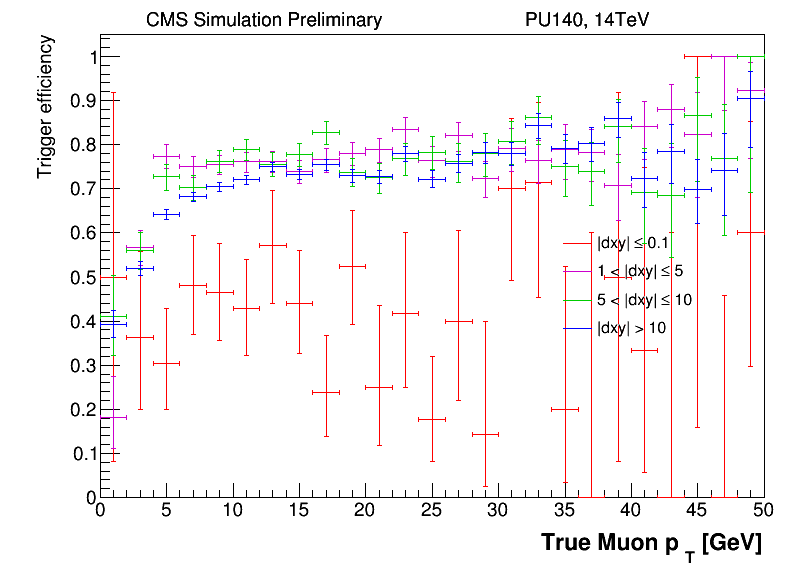 CMS Simulation Preliminary PU140, 14TeV
Trigger efficiency
1
0.9
0.8
0.7
0.6
0.5
0.4
0.3
0.2
0.1
0
|dxy| ≤ 0.1
1 < |dxy| ≤ 5
5 < |dxy| ≤ 10
|dxy| > 10
0 5 10 15 20 25 30 35 40 45 50
True Muon p T [GeV]